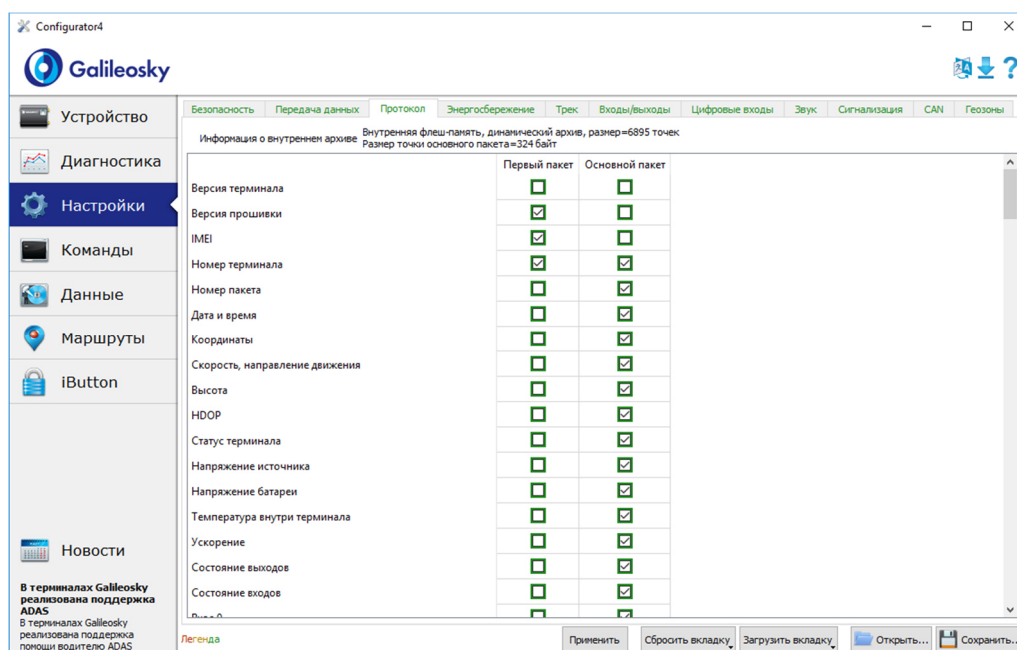 Configurator4
Galileosky
Устройство
Диагностика
Настройки
Команды
Данные
Маршруты
iButton
Новости
В терминалах Galileosky
реализована поддержка
ADAS
В терминалах Galileosky
реализована поддержка
помощи водителю ADAS
Безопасность Передача данных Протокол Энергосбережение Трек Входы/выходы Цифровые входы Звук Сигнализация CAN Геозоны
Информация о внутреннем архиве
Внутренняя флеш-память, динамический архив, размер=6895 точек
Размер точки основного пакета=324 байт
Первый пакет Основной пакет
Версия терминала
Версия прошивки
IMEI
Номер терминала
Номер пакета
Дата и время
Координаты
Скорость, направление движения
Высота
HDOP
Статус терминала
Напряжение источника
Напряжение батареи
Температура внутри терминала
Ускорение
Состояние выходов
Состояние входов
Легенда
Применить Сбросить вкладку Загрузить вкладку Открыть... Сохранить...